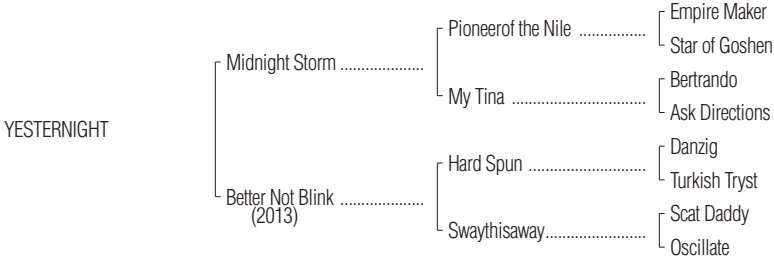 Empire Maker
Pioneerof the Nile ................
Star of Goshen
Midnight Storm ....................
Bertrando
My Tina ................................
Ask Directions
YESTERNIGHT
Danzig
Hard Spun ............................
Turkish Tryst
Better Not Blink ....................
(2013)
Scat Daddy
Swaythisaway........................
Oscillate